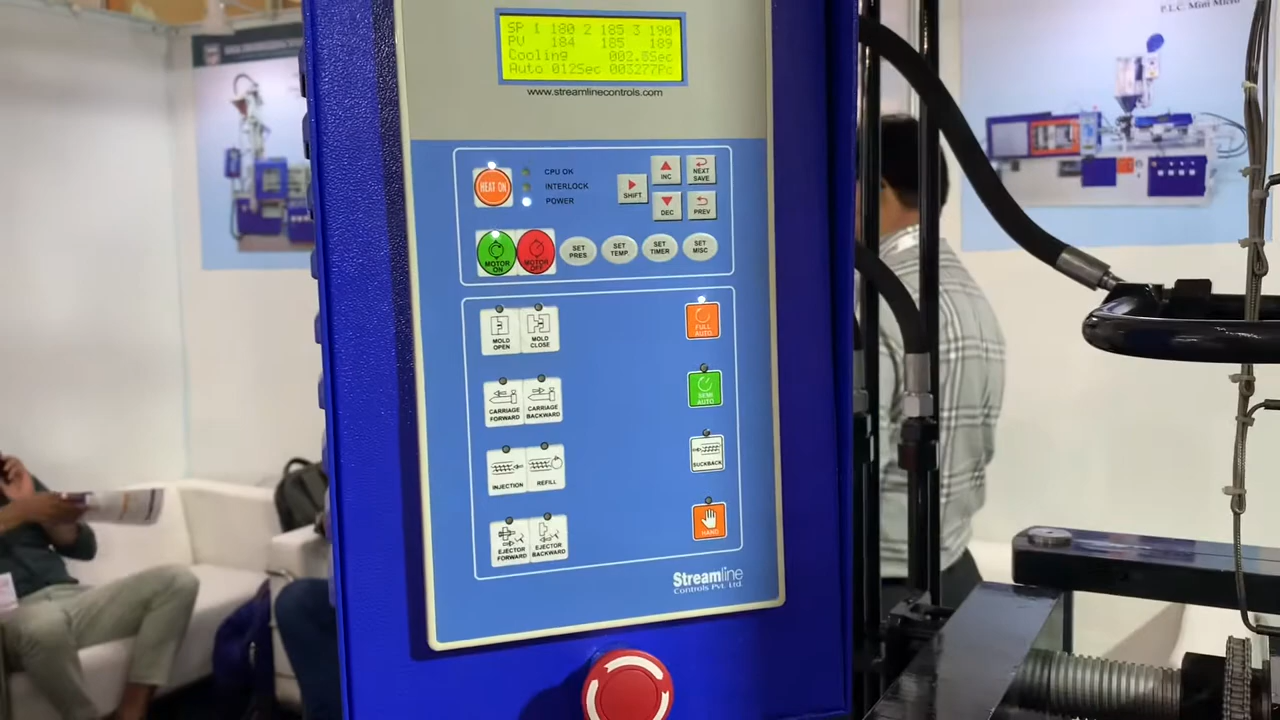 P.L.C. Mini Micro
SP 1 180 2 185 3 190
PV 184 185 189
Cooling 002.5Sec
Auto 012Sec 003277Pc
www.streamlinecontrols.com
HEAT ON
CPU OK
INTERLOCK
POWER
SHIFT
INC
NEXT
SAVE
DEC
PREV
MOTOR
ON
MOTOR
OFF
SET
PRES.
SET
TEMP.
SET
TIMER
SET
MISC
MOLD
OPEN
MOLD
CLOSE
FULL
AUTO
CARRIAGE
FORWARD
CARRIAGE
BACKWARD
SEMI
AUTO
INJECTION
REFILL
SUCKBACK
EJECTOR
FORWARD
EJECTOR
BACKWARD
HAND
Streamline
Controls Pvt. Ltd.